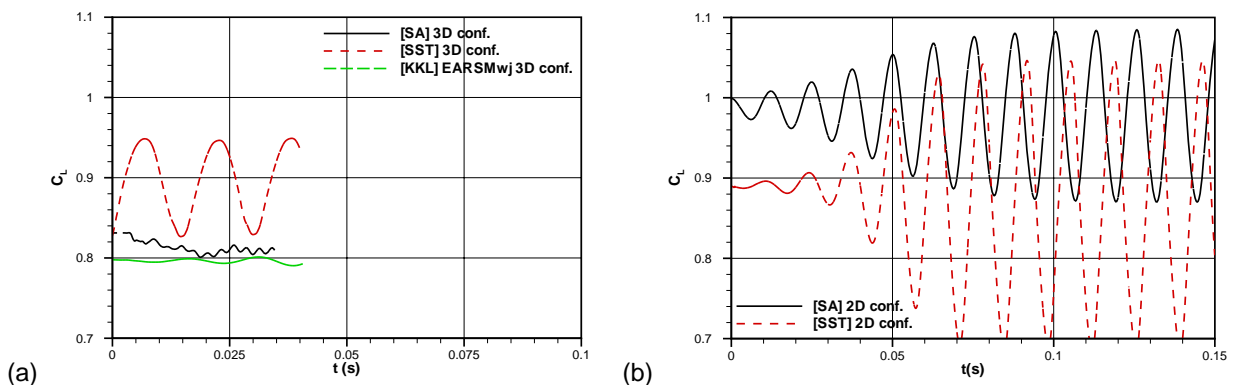 1.1
[SA] 3D conf.
[SST] 3D conf.
[KKL] EARSMwj 3D conf.
1
0.9
C_L
0.8
0.7
0
0.025
0.05
0.075
0.1
t (s)
(a)
1.1
1
0.9
C_L
0.8
[SA] 2D conf.
[SST] 2D conf.
0.7
0
0.05
0.1
0.15
t(s)
(b)